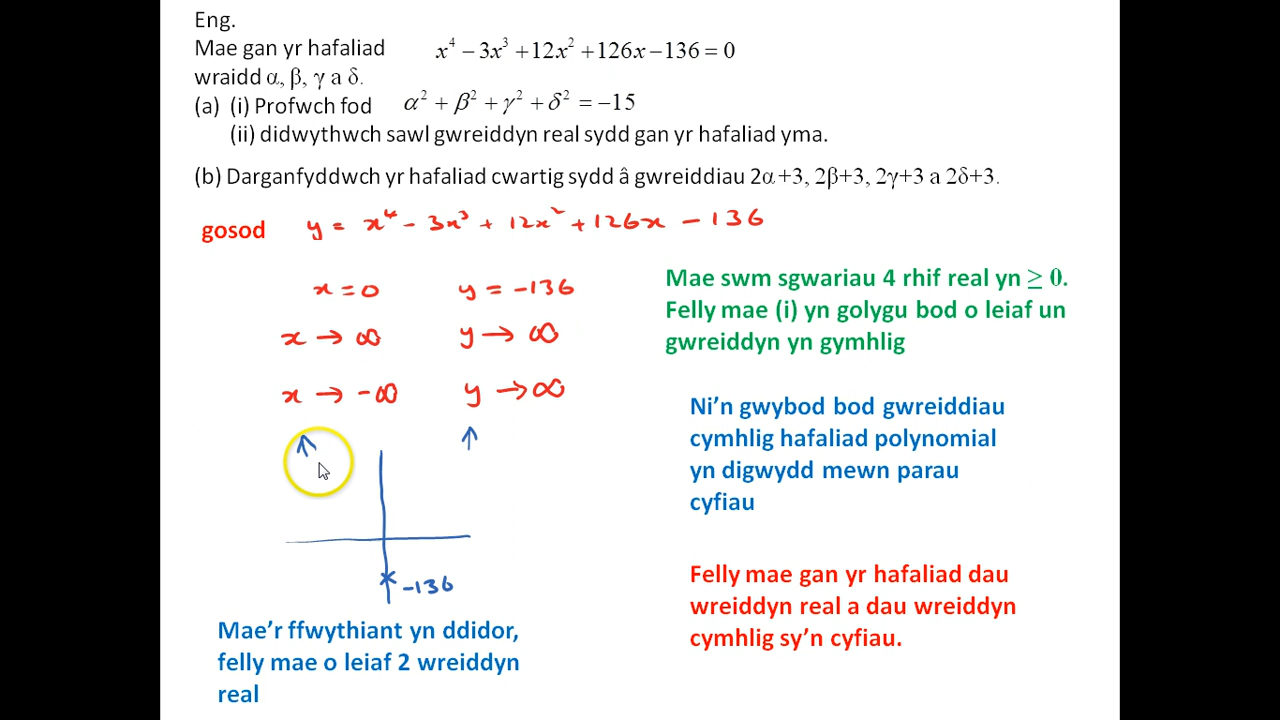 Eng.
Mae gan yr hafaliad x⁴ − 3x³ + 12x² + 126x − 136 = 0
wraidd α, β, γ a δ.
(a) (i) Profwch fod α² + β² + γ² + δ² = −15
(ii) didwythwch sawl gwreiddyn real sydd gan yr hafaliad yma.
(b) Darganfyddwch yr hafaliad cwartig sydd â gwreiddiau 2α+3, 2β+3, 2γ+3 a 2δ+3.
gosod y = x⁴ − 3x³ + 12x² + 126x − 136
x = 0 y = −136
x → ∞ y → ∞
x → −∞ y → ∞
−136
Mae'r ffwythiant yn ddidor,
felly mae o leiaf 2 wreiddyn
real
Mae swm sgwariau 4 rhif real yn ≥ 0.
Felly mae (i) yn golygu bod o leiaf un
gwreiddyn yn gymhlig
Ni'n gwybod bod gwreiddiau
cymhlig hafaliad polynomial
yn digwydd mewn parau
cyfiau
Felly mae gan yr hafaliad dau
wreiddyn real a dau wreiddyn
cymhlig sy'n cyfiau.